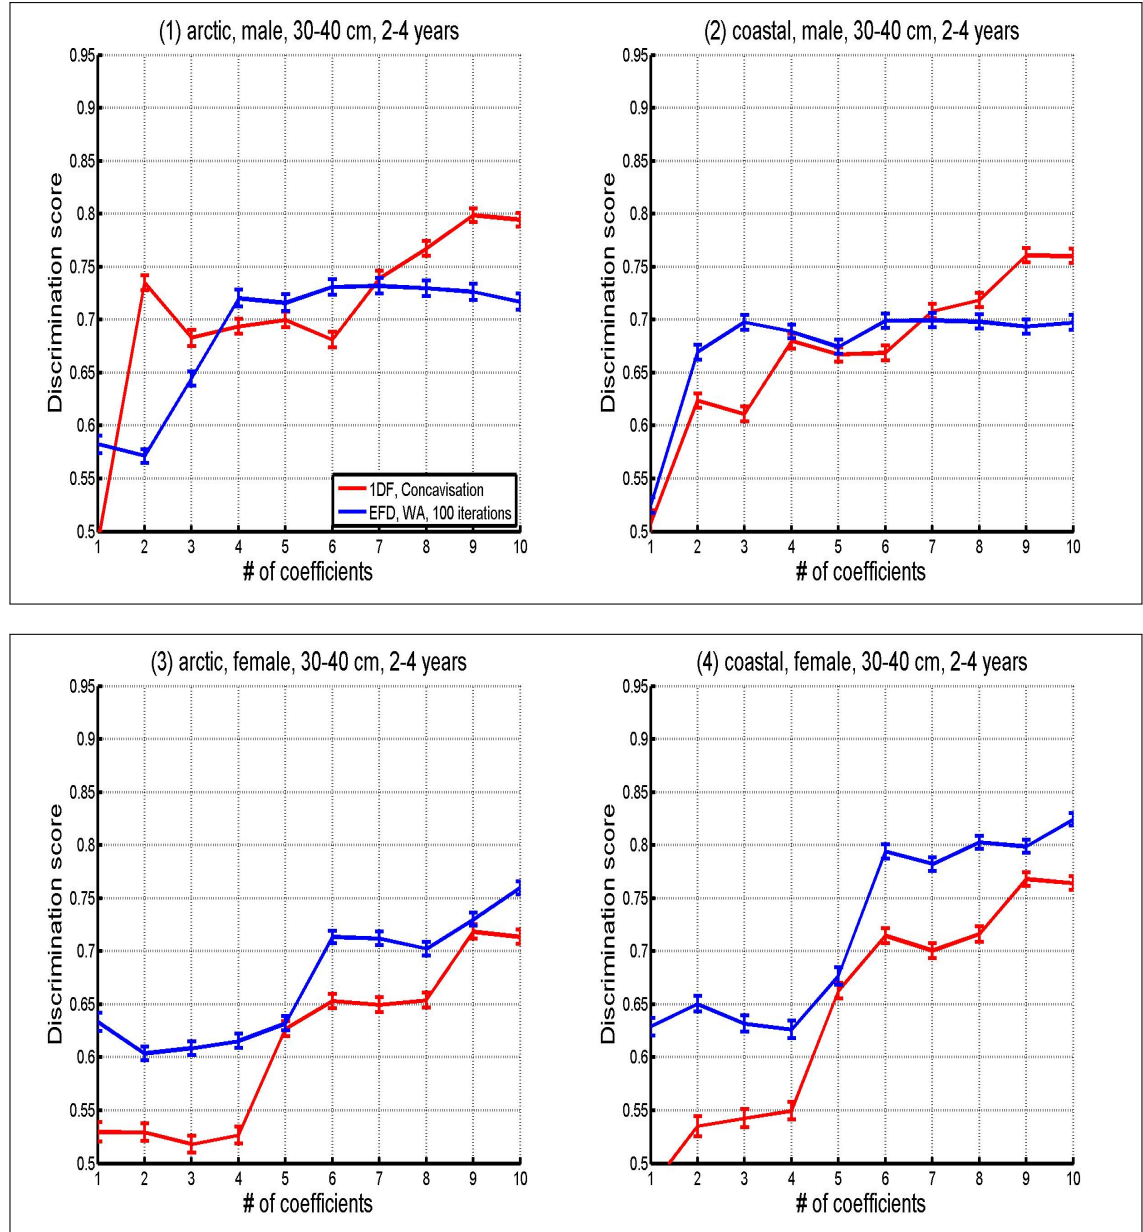 (1) arctic, male, 30-40 cm, 2-4 years
0.95
0.9
0.85
0.8
0.75
0.7
0.65
0.6
0.55
0.5
Discrimination score
1DF, Concavisation
EFD, WA, 100 iterations
1 2 3 4 5 6 7 8 9 10
# of coefficients
(2) coastal, male, 30-40 cm, 2-4 years
0.95
0.9
0.85
0.8
0.75
0.7
0.65
0.6
0.55
0.5
Discrimination score
1 2 3 4 5 6 7 8 9 10
# of coefficients
(3) arctic, female, 30-40 cm, 2-4 years
0.95
0.9
0.85
0.8
0.75
0.7
0.65
0.6
0.55
0.5
Discrimination score
1 2 3 4 5 6 7 8 9 10
# of coefficients
(4) coastal, female, 30-40 cm, 2-4 years
0.95
0.9
0.85
0.8
0.75
0.7
0.65
0.6
0.55
0.5
Discrimination score
1 2 3 4 5 6 7 8 9 10
# of coefficients